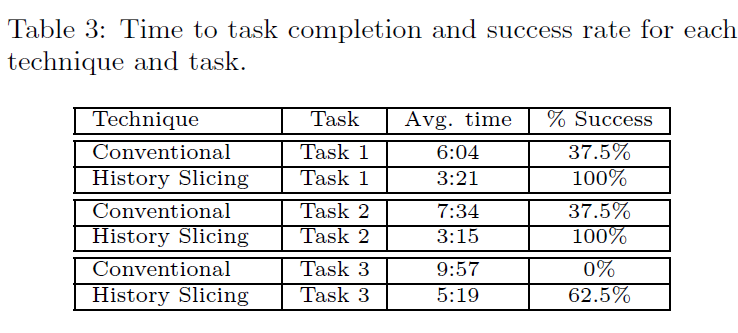 Table 3: Time to task completion and success rate for each
technique and task.
Technique Task Avg. time % Success
Conventional Task 1 6:04 37.5%
History Slicing Task 1 3:21 100%
Conventional Task 2 7:34 37.5%
History Slicing Task 2 3:15 100%
Conventional Task 3 9:57 0%
History Slicing Task 3 5:19 62.5%